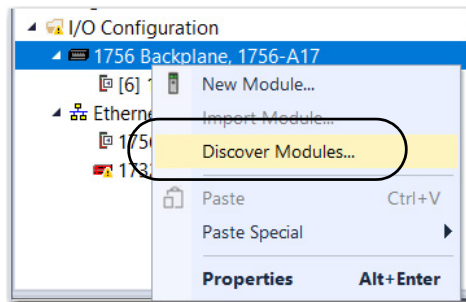 I/O Configuration
1756 Backplane, 1756-A17
[6]
New Module...
Etherne
Import Module...
1756
Discover Modules...
173
Paste Ctrl+V
Paste Special
Properties Alt+Enter